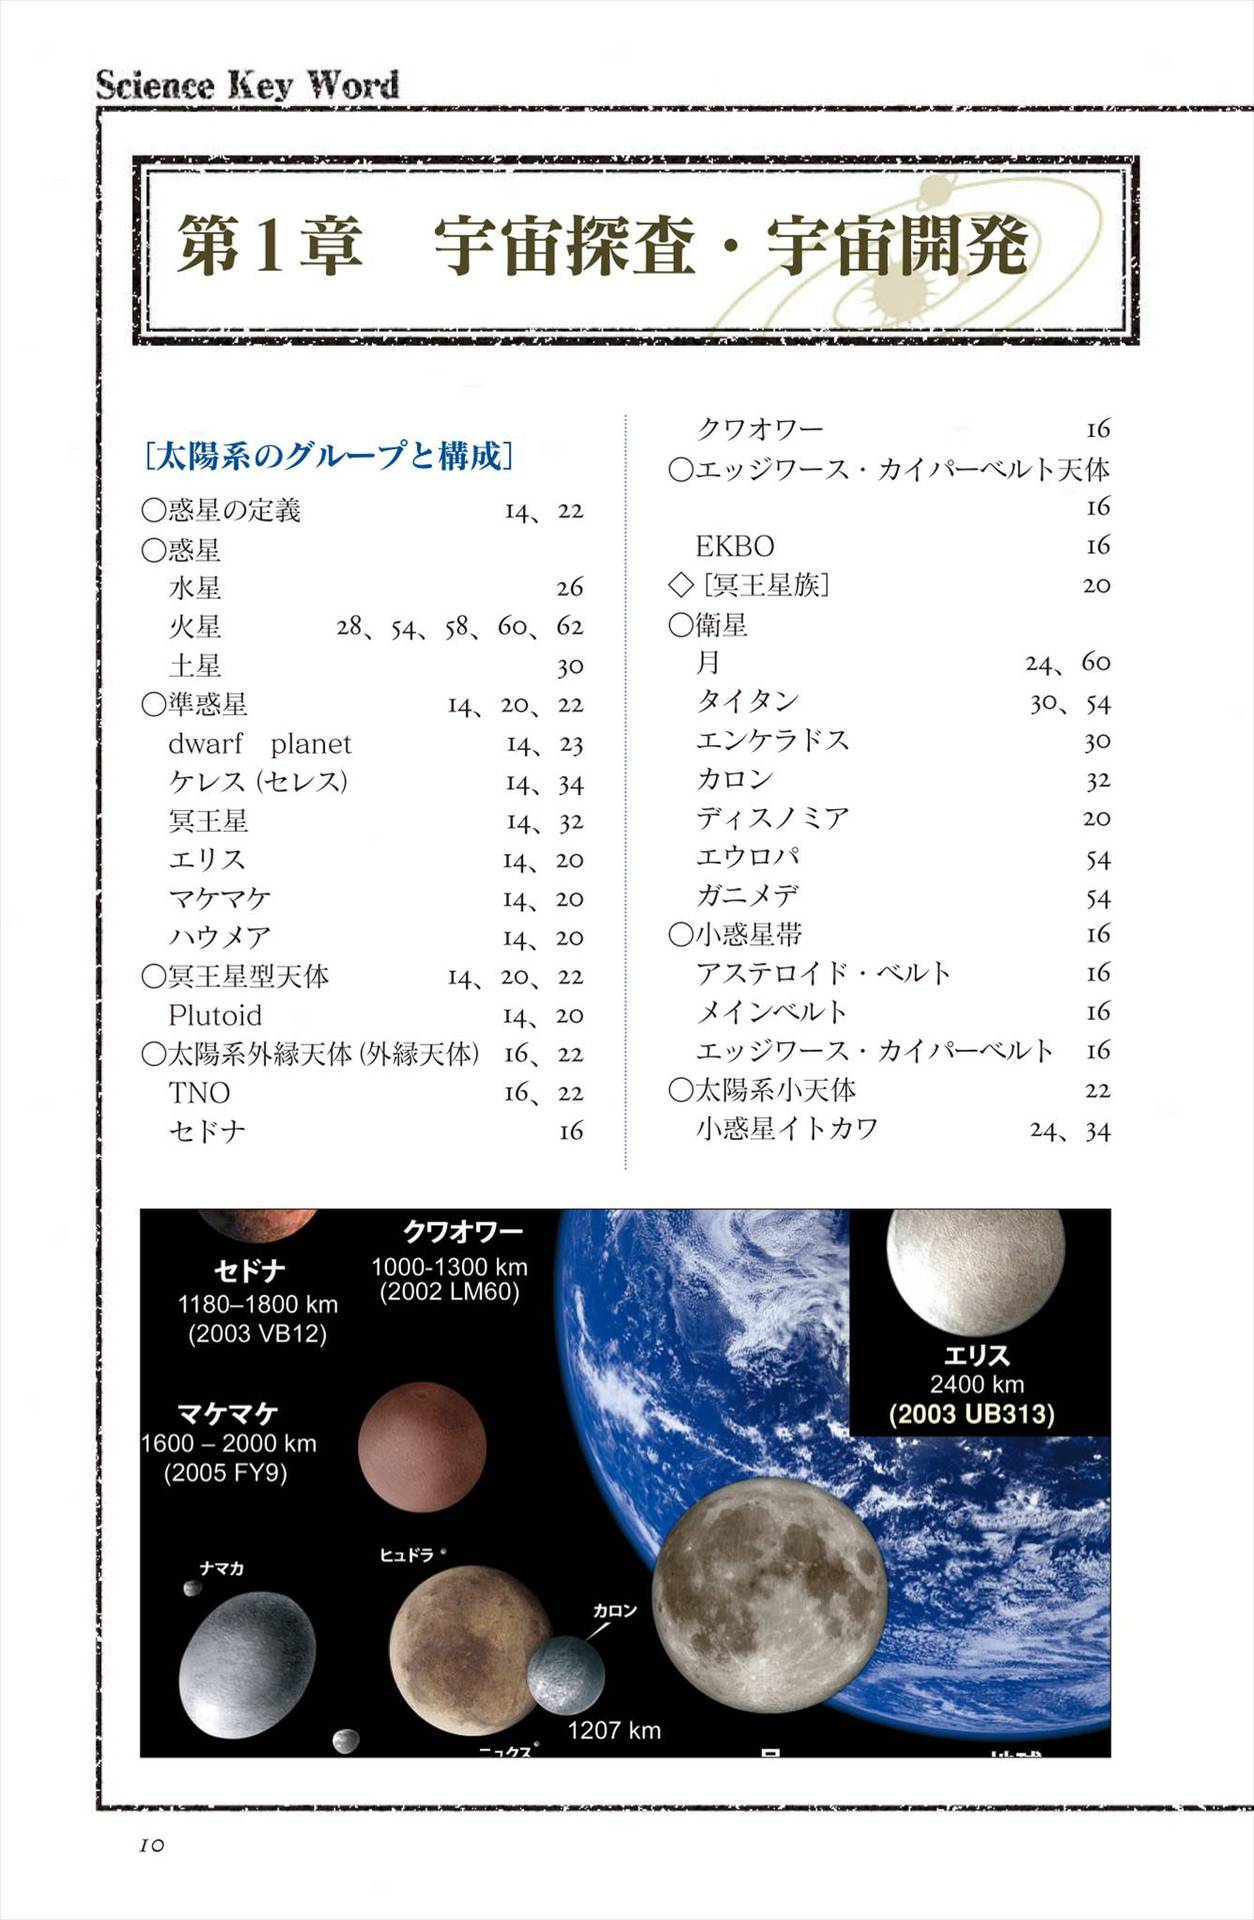 Science Key Word
第1章　宇宙探査・宇宙開発
［太陽系のグループと構成］
○惑星の定義 14、22
○惑星
水星 26
火星 28、54、58、60、62
土星 30
○準惑星 14、20、22
dwarf planet 14、23
ケレス（セレス） 14、34
冥王星 14、32
エリス 14、20
マケマケ 14、20
ハウメア 14、20
○冥王星型天体 14、20、22
Plutoid 14、20
○太陽系外縁天体（外縁天体） 16、22
TNO 16、22
セドナ 16
クワオワー 16
○エッジワース・カイパーベルト天体
16
EKBO 16
◇［冥王星族］ 20
○衛星
月 24、60
タイタン 30、54
エンケラドス 30
カロン 32
ディスノミア 20
エウロパ 54
ガニメデ 54
○小惑星帯 16
アステロイド・ベルト 16
メインベルト 16
エッジワース・カイパーベルト 16
○太陽系小天体 22
小惑星イトカワ 24、34
セドナ
1180–1800 km
(2003 VB12)
クワオワー
1000-1300 km
(2002 LM60)
エリス
2400 km
(2003 UB313)
マケマケ
1600 – 2000 km
(2005 FY9)
ナマカ
ヒュドラ
カロン
1207 km
ニュクス
10